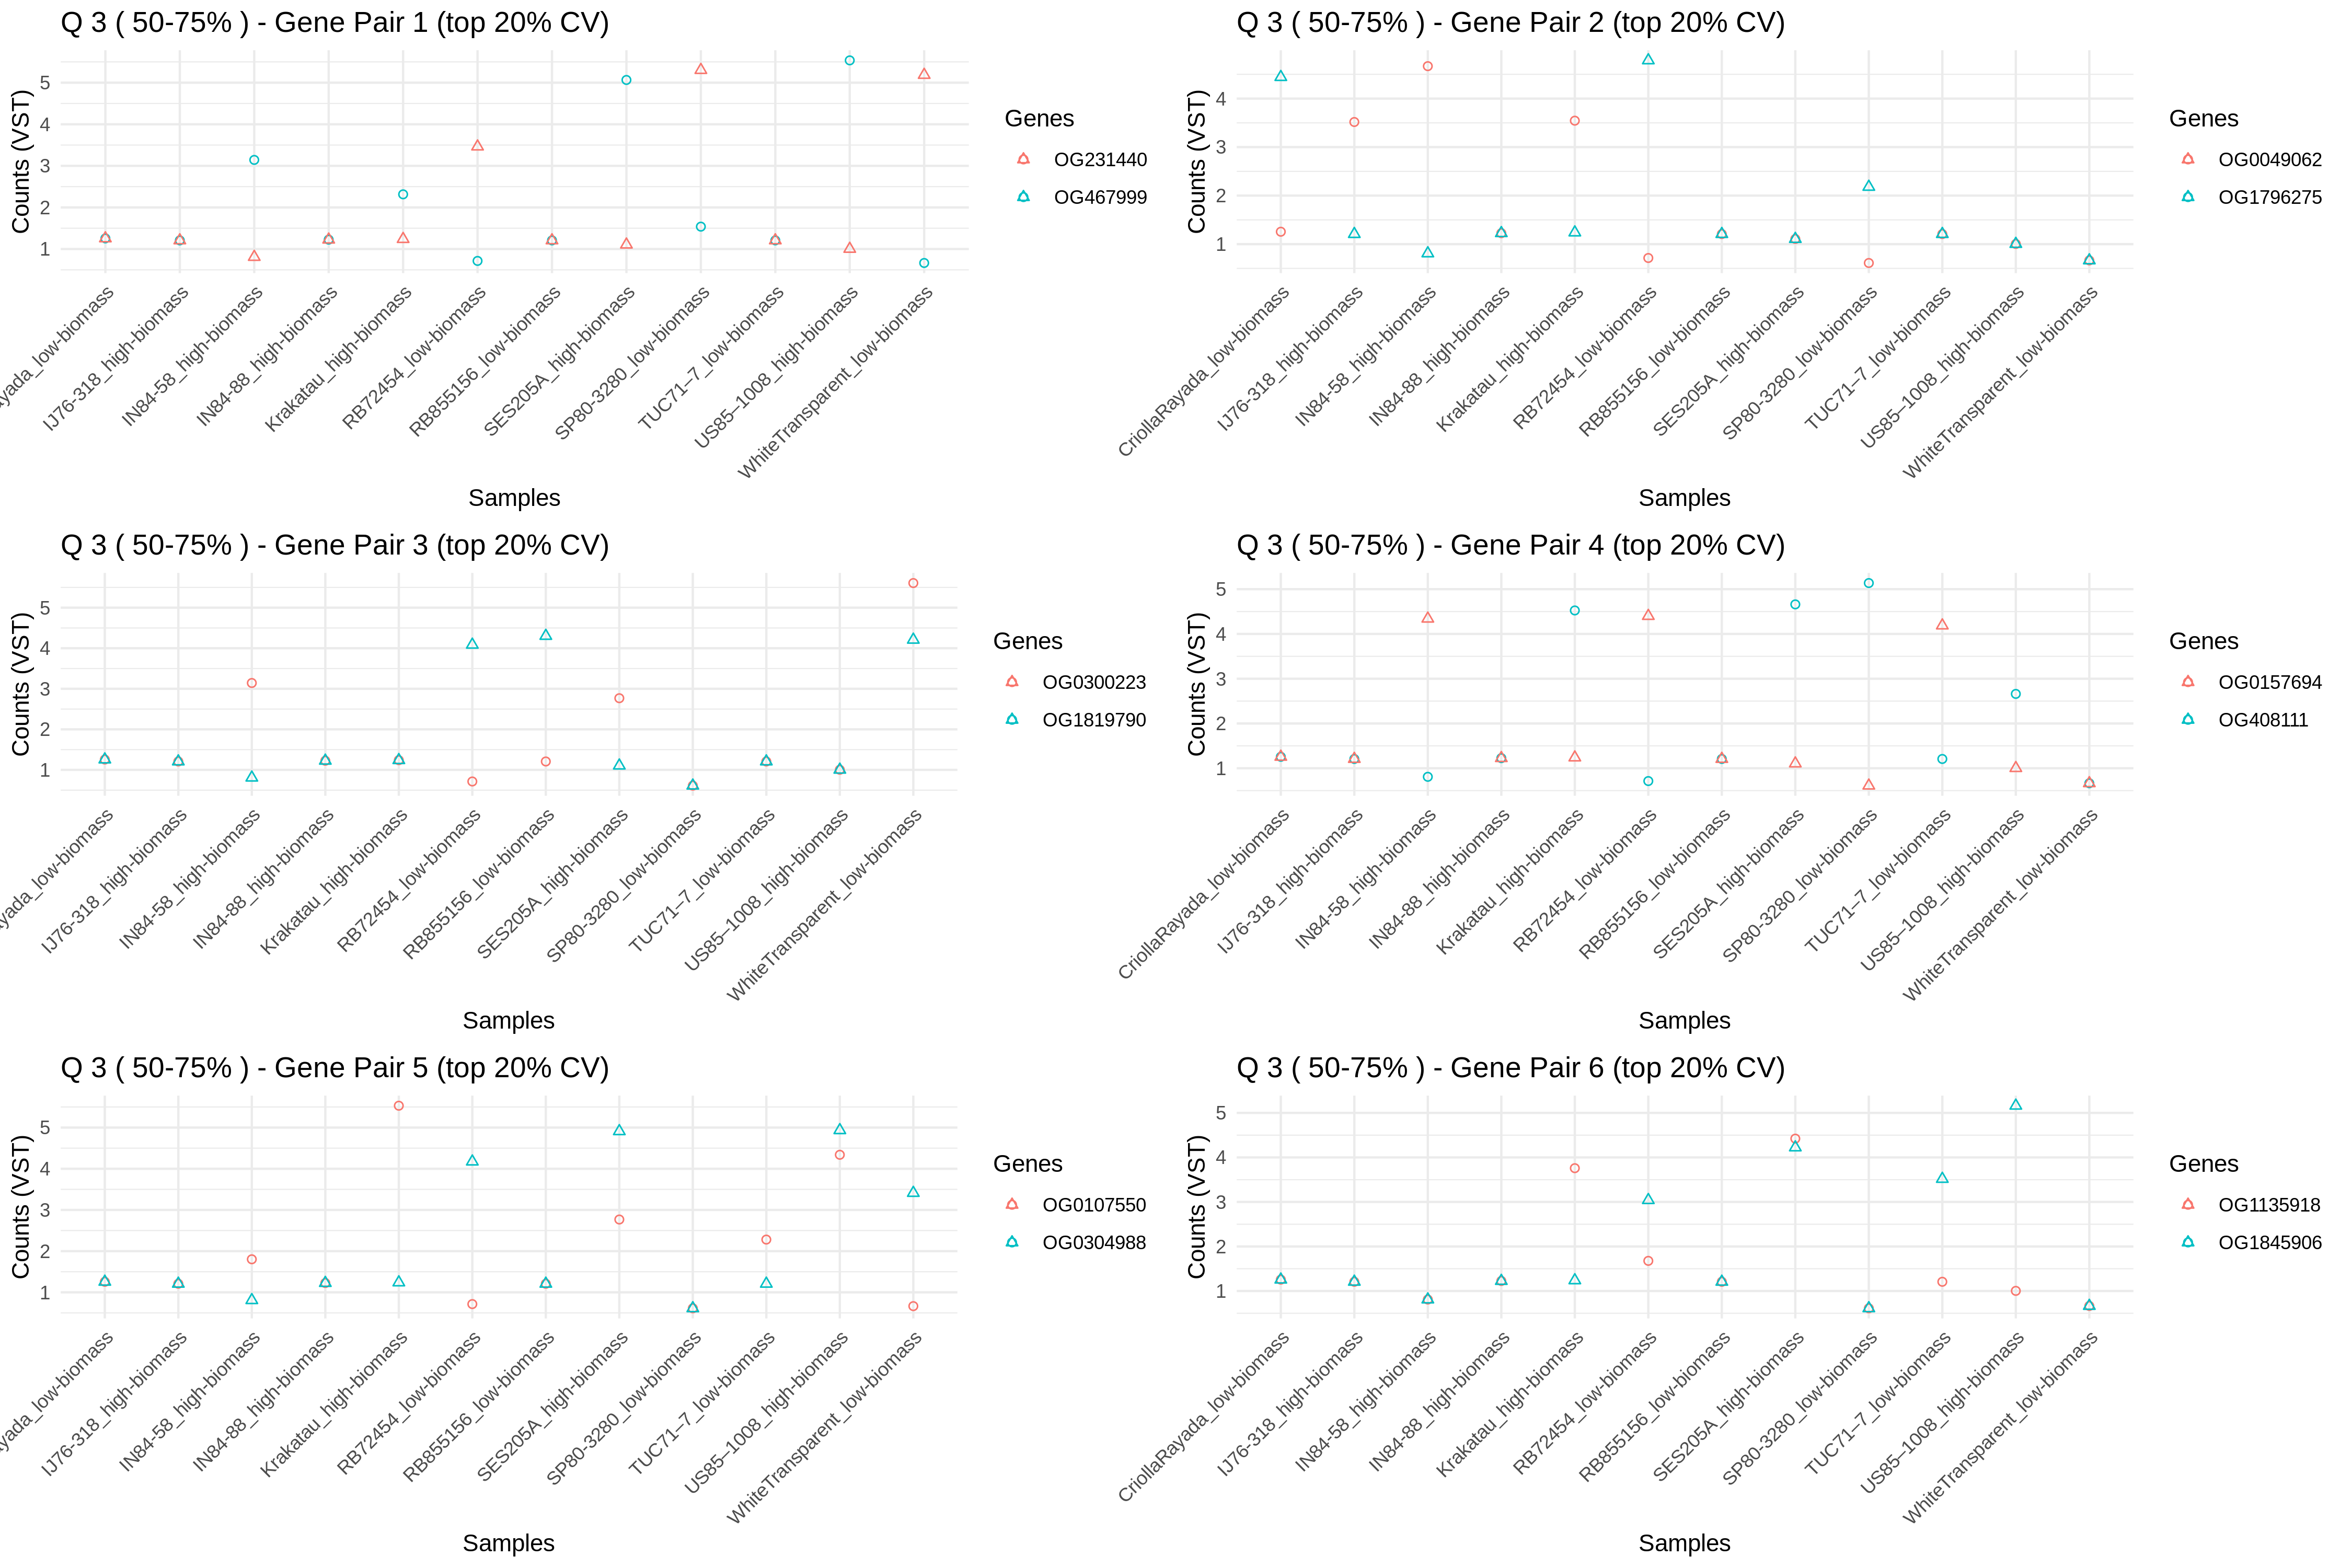 Q 3 ( 50-75% ) - Gene Pair 1 (top 20% CV)
Counts (VST)
5
4
3
2
1
yada_low-biomass
IJ76-318_high-biomass
IN84-58_high-biomass
IN84-88_high-biomass
Krakatau_high-biomass
RB72454_low-biomass
RB855156_low-biomass
SES205A_high-biomass
SP80-3280_low-biomass
TUC71–7_low-biomass
US85–1008_high-biomass
WhiteTransparent_low-biomass
Samples
Genes
OG231440
OG467999
Q 3 ( 50-75% ) - Gene Pair 2 (top 20% CV)
Counts (VST)
4
3
2
1
CriollaRayada_low-biomass
IJ76-318_high-biomass
IN84-58_high-biomass
IN84-88_high-biomass
Krakatau_high-biomass
RB72454_low-biomass
RB855156_low-biomass
SES205A_high-biomass
SP80-3280_low-biomass
TUC71–7_low-biomass
US85–1008_high-biomass
WhiteTransparent_low-biomass
Samples
Genes
OG0049062
OG1796275
Q 3 ( 50-75% ) - Gene Pair 3 (top 20% CV)
Counts (VST)
5
4
3
2
1
yada_low-biomass
IJ76-318_high-biomass
IN84-58_high-biomass
IN84-88_high-biomass
Krakatau_high-biomass
RB72454_low-biomass
RB855156_low-biomass
SES205A_high-biomass
SP80-3280_low-biomass
TUC71–7_low-biomass
US85–1008_high-biomass
WhiteTransparent_low-biomass
Samples
Genes
OG0300223
OG1819790
Q 3 ( 50-75% ) - Gene Pair 4 (top 20% CV)
Counts (VST)
5
4
3
2
1
CriollaRayada_low-biomass
IJ76-318_high-biomass
IN84-58_high-biomass
IN84-88_high-biomass
Krakatau_high-biomass
RB72454_low-biomass
RB855156_low-biomass
SES205A_high-biomass
SP80-3280_low-biomass
TUC71–7_low-biomass
US85–1008_high-biomass
WhiteTransparent_low-biomass
Samples
Genes
OG0157694
OG408111
Q 3 ( 50-75% ) - Gene Pair 5 (top 20% CV)
Counts (VST)
5
4
3
2
1
yada_low-biomass
IJ76-318_high-biomass
IN84-58_high-biomass
IN84-88_high-biomass
Krakatau_high-biomass
RB72454_low-biomass
RB855156_low-biomass
SES205A_high-biomass
SP80-3280_low-biomass
TUC71–7_low-biomass
US85–1008_high-biomass
WhiteTransparent_low-biomass
Samples
Genes
OG0107550
OG0304988
Q 3 ( 50-75% ) - Gene Pair 6 (top 20% CV)
Counts (VST)
5
4
3
2
1
CriollaRayada_low-biomass
IJ76-318_high-biomass
IN84-58_high-biomass
IN84-88_high-biomass
Krakatau_high-biomass
RB72454_low-biomass
RB855156_low-biomass
SES205A_high-biomass
SP80-3280_low-biomass
TUC71–7_low-biomass
US85–1008_high-biomass
WhiteTransparent_low-biomass
Samples
Genes
OG1135918
OG1845906